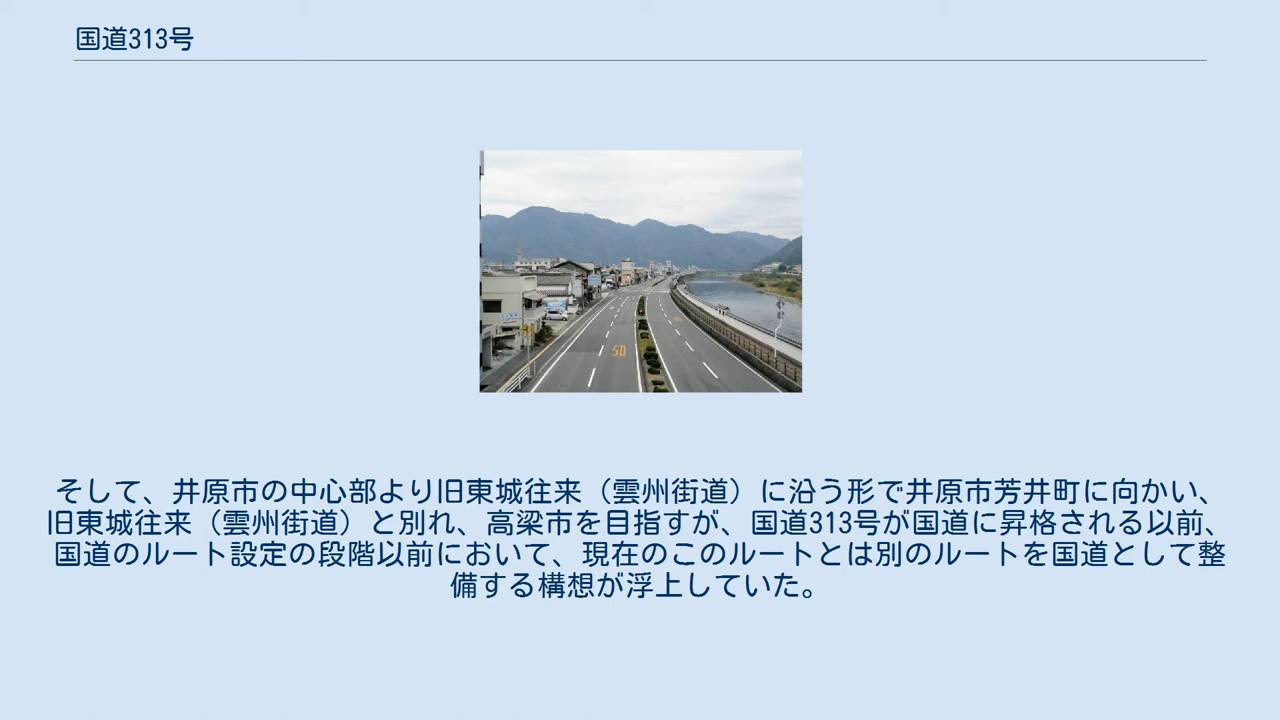 国道313号
50
そして、井原市の中心部より旧東城往来（雲州街道）に沿う形で井原市芳井町に向かい、
旧東城往来（雲州街道）と別れ、高梁市を目指すが、国道313号が国道に昇格される以前、
国道のルート設定の段階以前において、現在のこのルートとは別のルートを国道として整
備する構想が浮上していた。